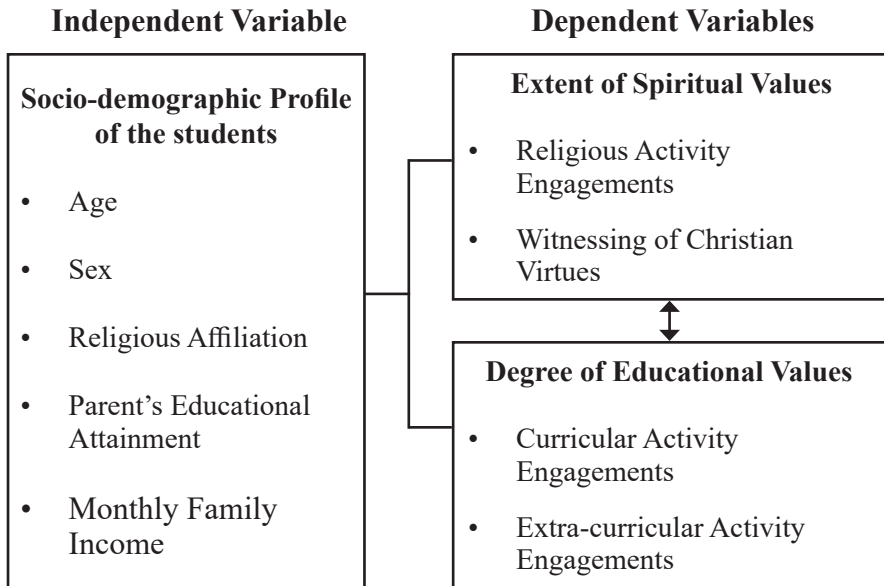 Independent Variable
Socio-demographic Profile
of the students
• Age
• Sex
• Religious Affiliation
• Parent's Educational
Attainment
• Monthly Family
Income
Dependent Variables
Extent of Spiritual Values
• Religious Activity
Engagements
• Witnessing of Christian
Virtues
Degree of Educational Values
• Curricular Activity
Engagements
• Extra-curricular Activity
Engagements